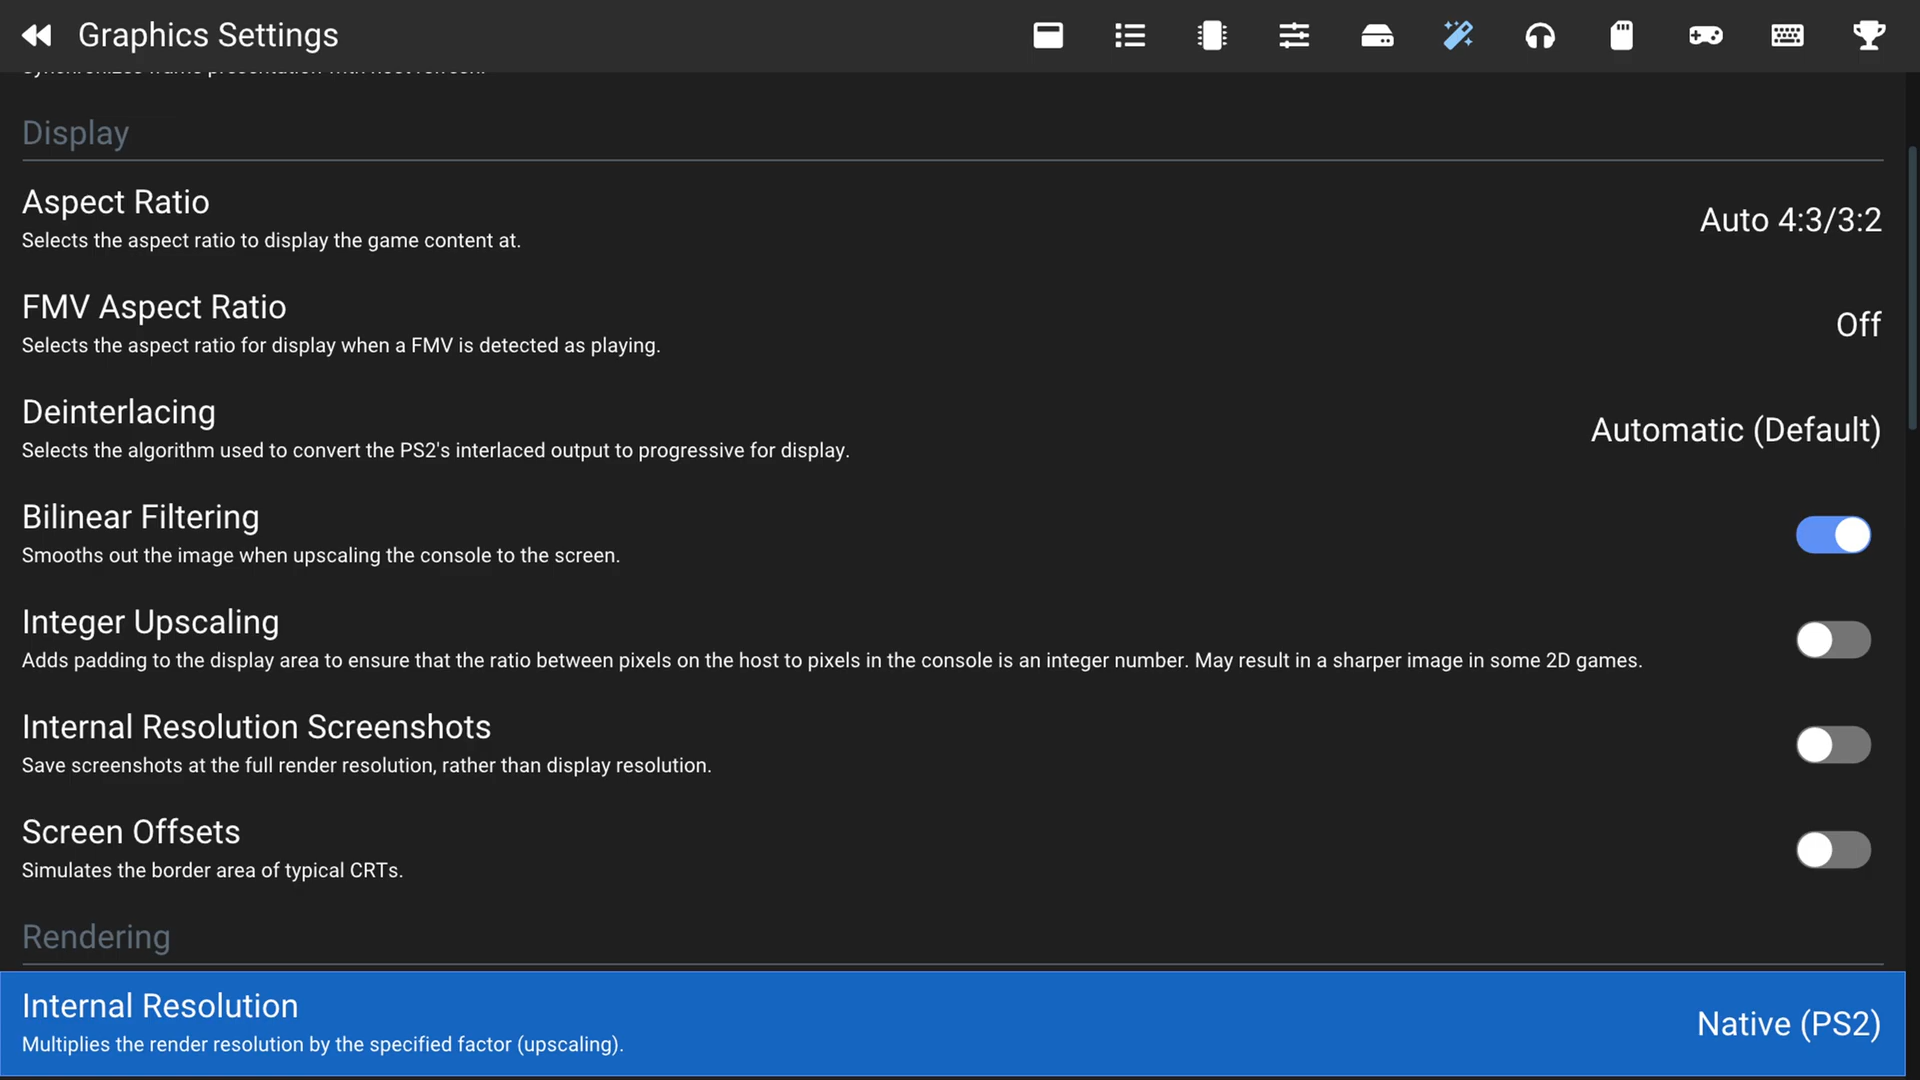 Graphics Settings
Synchronizes frame presentation with host refresh.
Display
Aspect Ratio
Selects the aspect ratio to display the game content at.
Auto 4:3/3:2
FMV Aspect Ratio
Selects the aspect ratio for display when a FMV is detected as playing.
Off
Deinterlacing
Selects the algorithm used to convert the PS2's interlaced output to progressive for display.
Automatic (Default)
Bilinear Filtering
Smooths out the image when upscaling the console to the screen.
Integer Upscaling
Adds padding to the display area to ensure that the ratio between pixels on the host to pixels in the console is an integer number. May result in a sharper image in some 2D games.
Internal Resolution Screenshots
Save screenshots at the full render resolution, rather than display resolution.
Screen Offsets
Simulates the border area of typical CRTs.
Rendering
Internal Resolution
Multiplies the render resolution by the specified factor (upscaling).
Native (PS2)